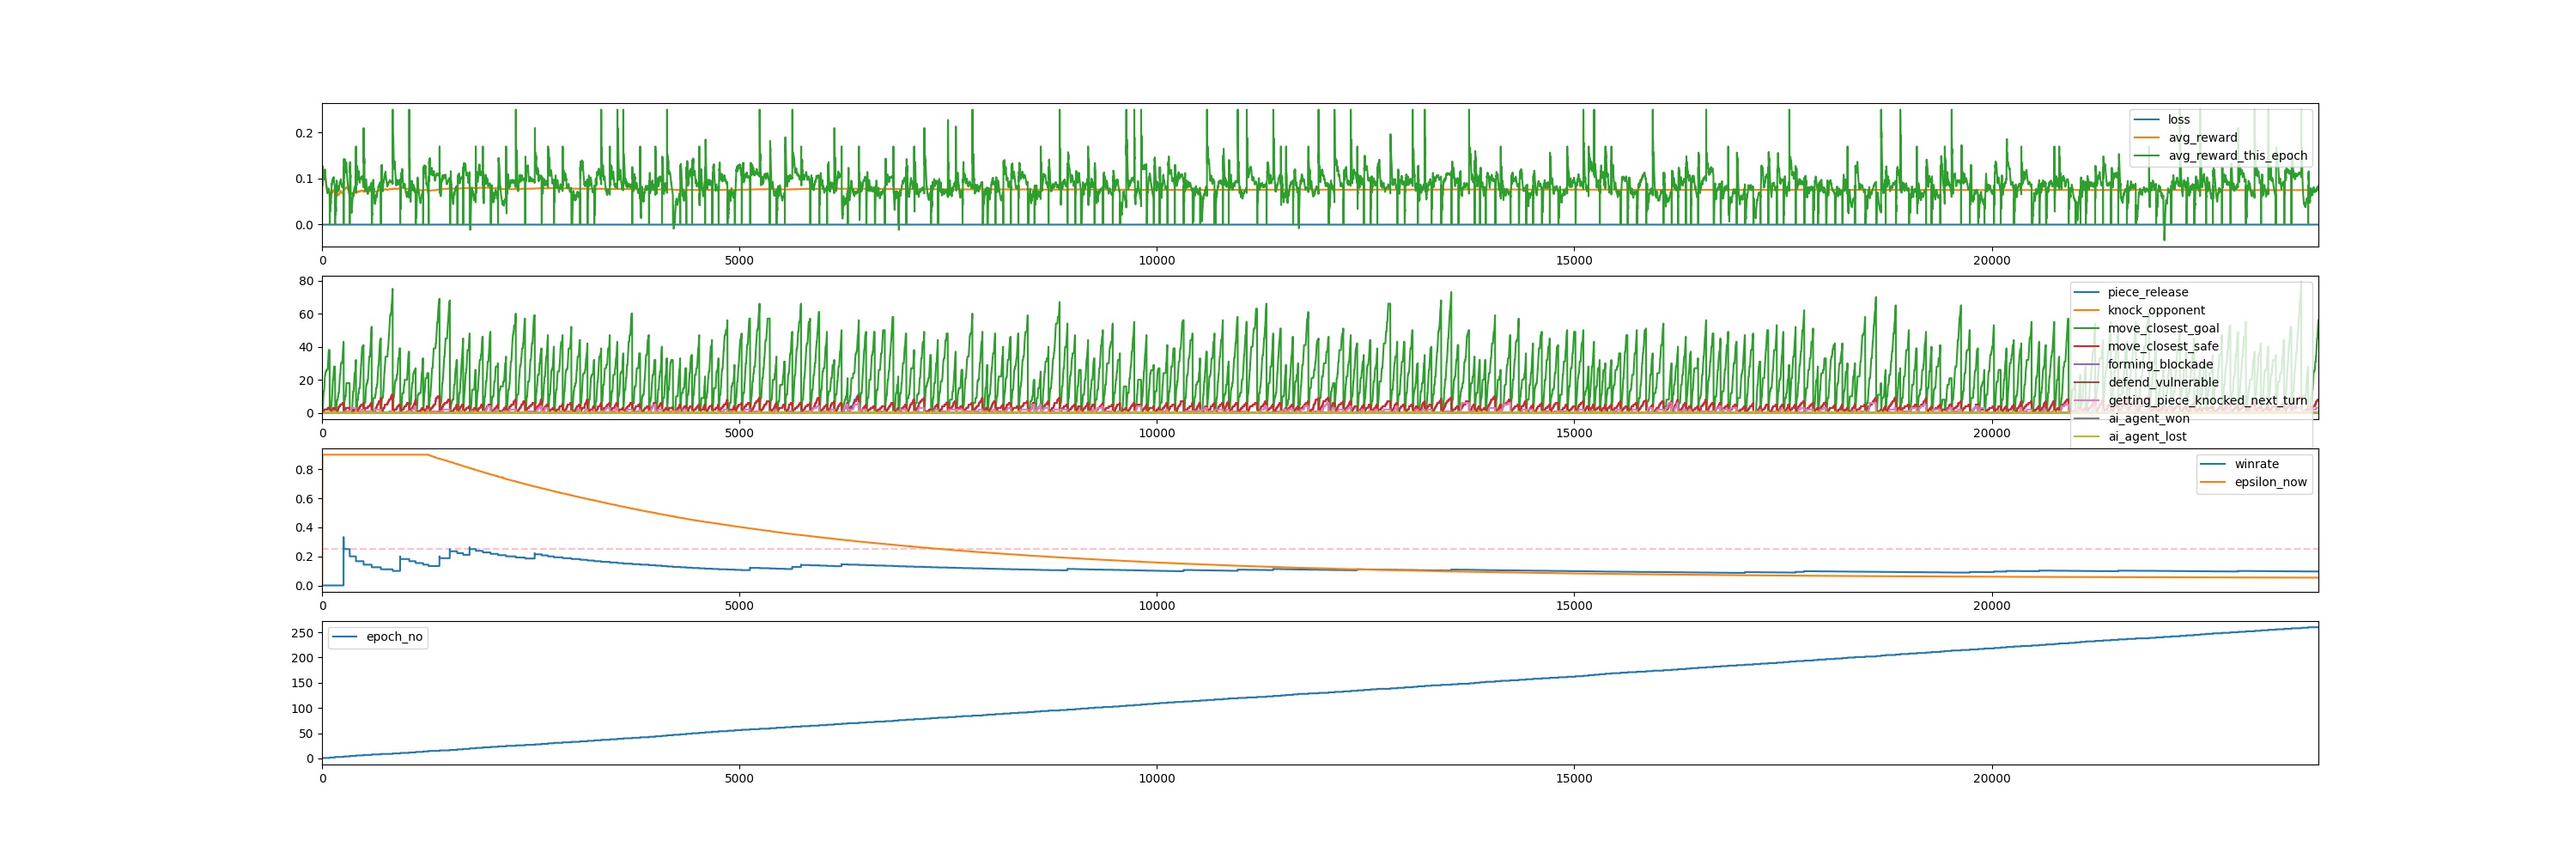 0.2
0.1
0.0
loss
avg_reward
avg_reward_this_epoch
0 5000 10000 15000 20000
80
60
40
20
0
piece_release
knock_opponent
move_closest_goal
move_closest_safe
forming_blockade
defend_vulnerable
getting_piece_knocked_next_turn
ai_agent_won
ai_agent_lost
0 5000 10000 15000 20000
0.8
0.6
0.4
0.2
0.0
winrate
epsilon_now
0 5000 10000 15000 20000
250
200
150
100
50
0
epoch_no
0 5000 10000 15000 20000